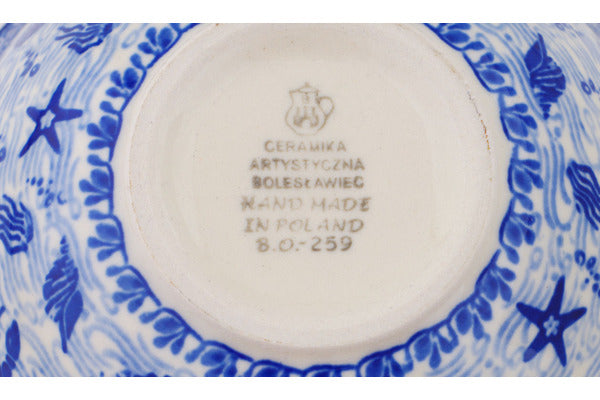 CERAMIKA
ARTYSTYCZNA
BOLESŁAWIEC
HAND MADE
IN POLAND
B.O.-259